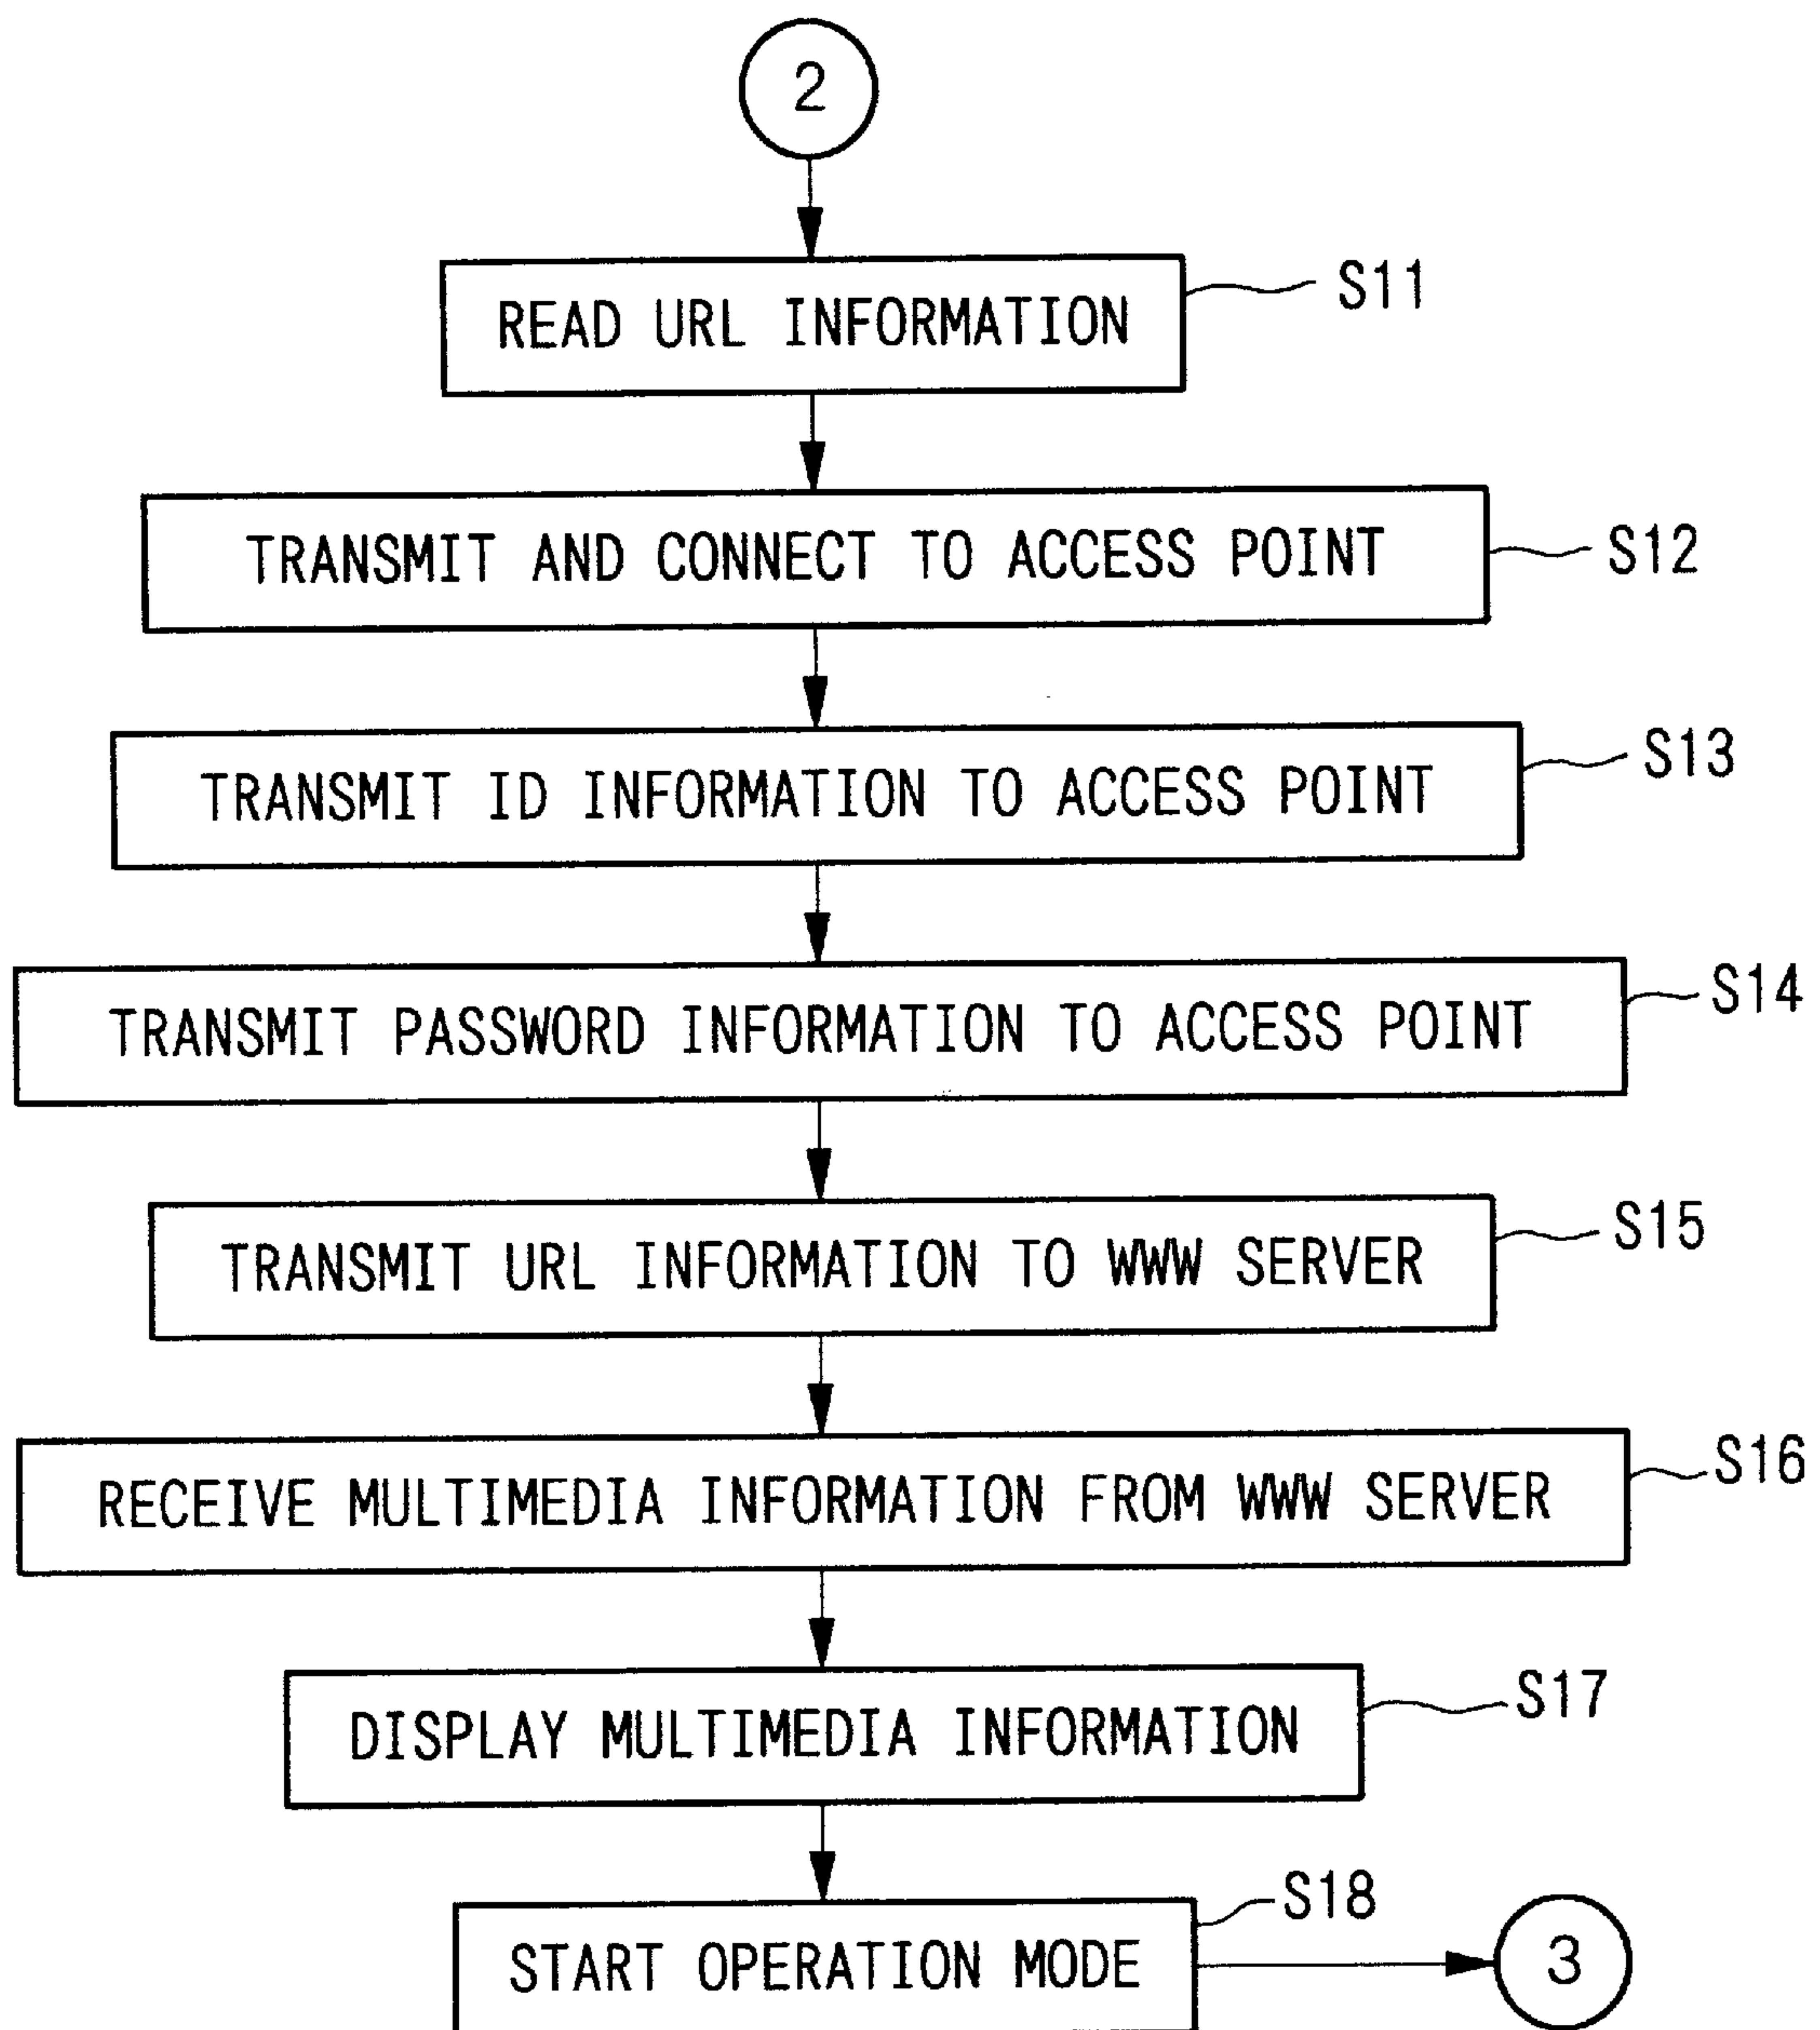 2
READ URL INFORMATION
S11
TRANSMIT AND CONNECT TO ACCESS POINT
S12
TRANSMIT ID INFORMATION TO ACCESS POINT
S13
TRANSMIT PASSWORD INFORMATION TO ACCESS POINT
S14
TRANSMIT URL INFORMATION TO WWW SERVER
S15
RECEIVE MULTIMEDIA INFORMATION FROM WWW SERVER
S16
DISPLAY MULTIMEDIA INFORMATION
S17
START OPERATION MODE
S18
3